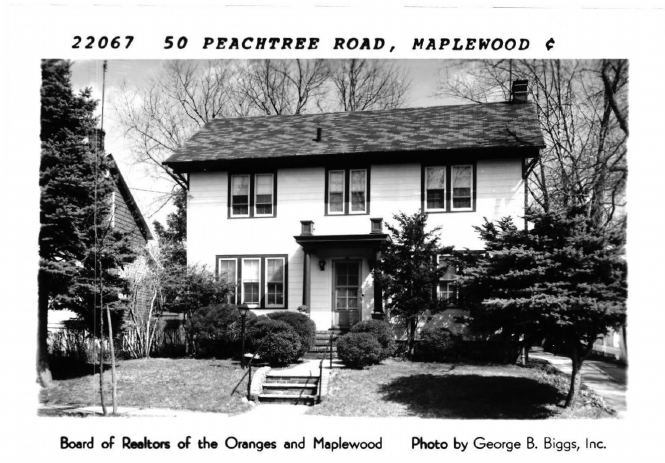 22067 50 PEACHTREE ROAD, MAPLEWOOD ¢
Board of Realtors of the Oranges and Maplewood Photo by George B. Biggs, Inc.